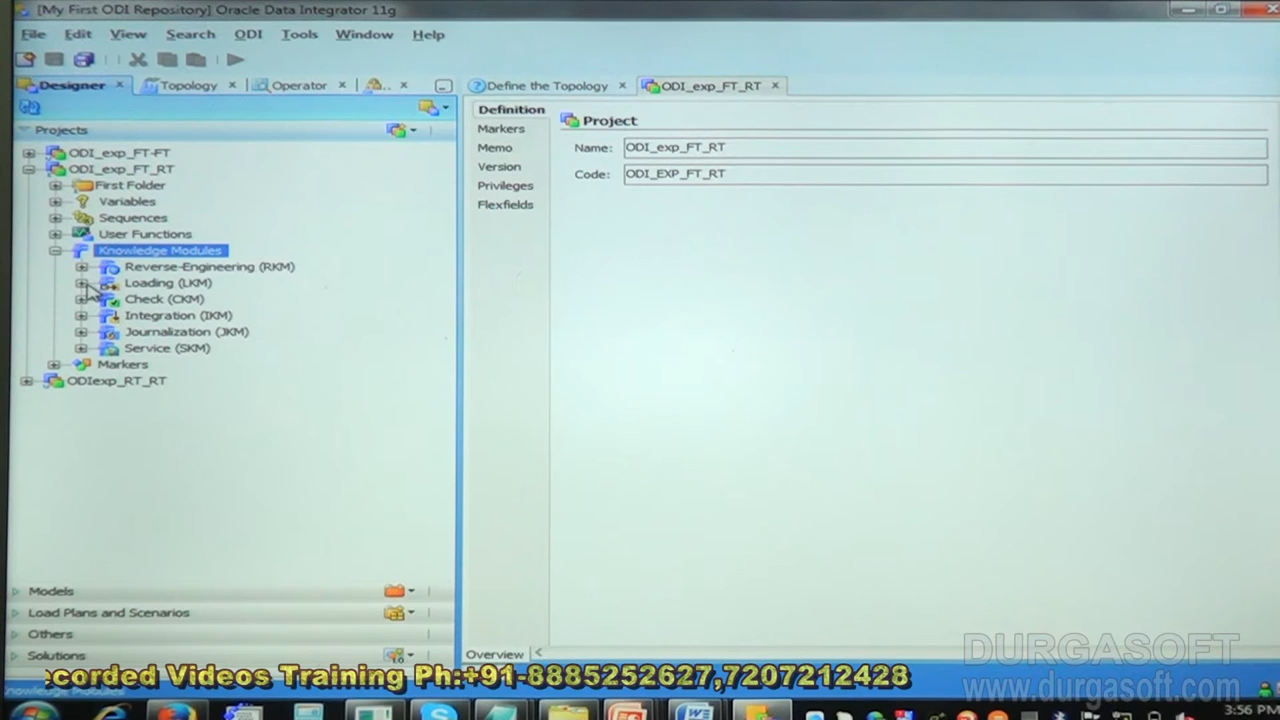 [My First ODI Repository] Oracle Data Integrator 11g
File Edit View Search ODI Tools Window Help
Designer Topology Operator Define the Topology ODI_exp_FT_RT
Projects
ODI_exp_FT-FT
ODI_exp_FT_RT
First Folder
Variables
Sequences
User Functions
Knowledge Modules
Reverse-Engineering (RKM)
Loading (LKM)
Check (CKM)
Integration (IKM)
Journalization (JKM)
Service (SKM)
Markers
ODIexp_RT_RT
Models
Load Plans and Scenarios
Others
Solutions
Definition
Markers
Memo
Version
Privileges
Flexfields
Project
Name: ODI_exp_FT_RT
Code: ODI_EXP_FT_RT
Overview
DURGASOFT
www.durgasoft.com
ecorded Videos Training Ph:+91-8885252627,7207212428
Knowledge Modules
3:56 PM